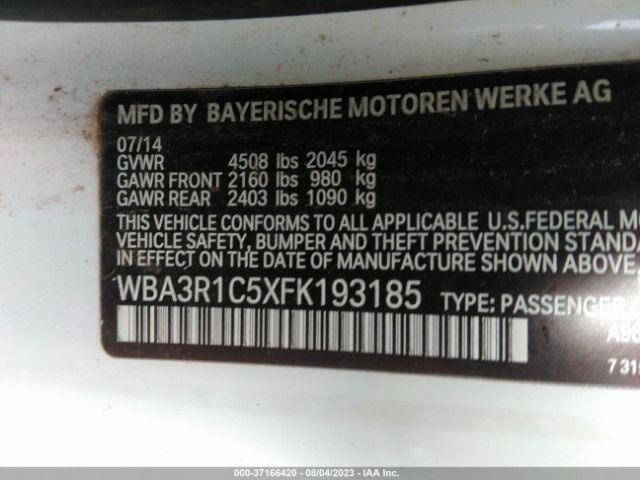 MFD BY BAYERISCHE MOTOREN WERKE AG
07/14
GVWR 4508 lbs 2045 kg
GAWR FRONT 2160 lbs 980 kg
GAWR REAR 2403 lbs 1090 kg
THIS VEHICLE CONFORMS TO ALL APPLICABLE U.S.FEDERAL
VEHICLE SAFETY, BUMPER AND THEFT PREVENTION
IN EFFECT ON THE DATE OF MANUFACTURE SHOWN ABOVE.
WBA3R1C5XFK193185 TYPE: PASSENGER
000-37166420 - 08/04/2023 - IAA Inc.